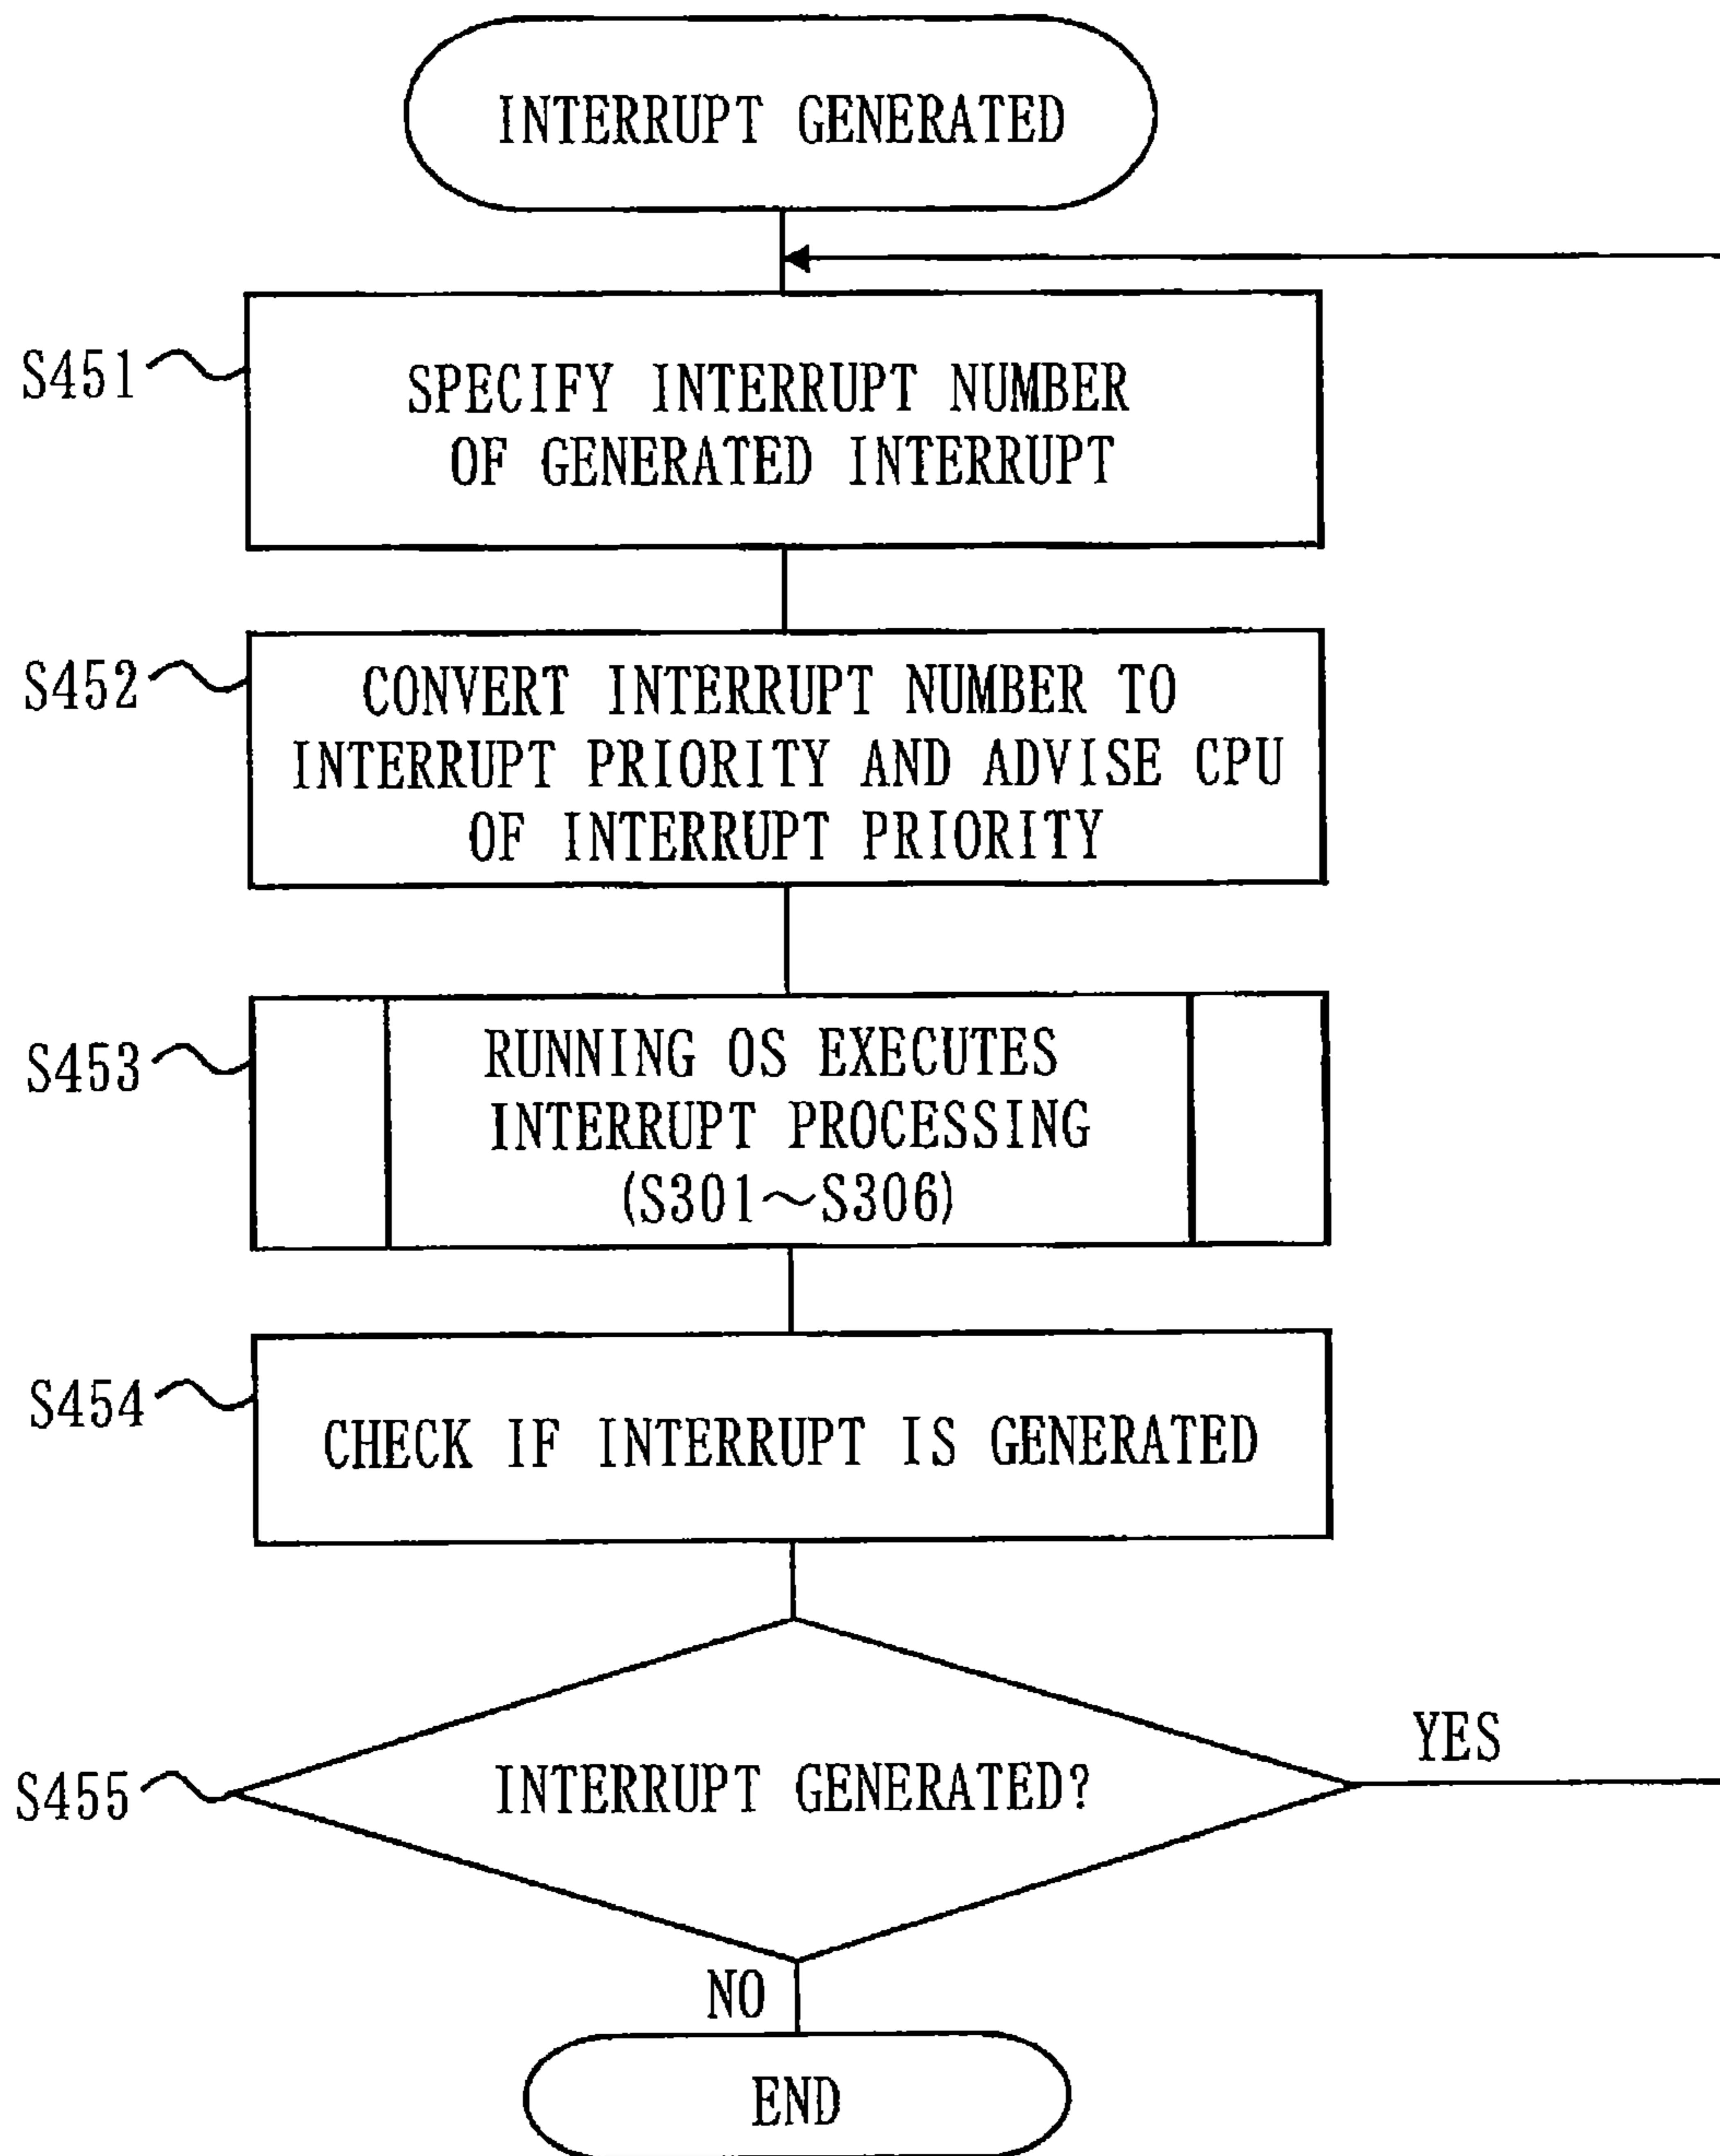 INTERRUPT GENERATED
S451
SPECIFY INTERRUPT NUMBER
OF GENERATED INTERRUPT
S452
CONVERT INTERRUPT NUMBER TO
INTERRUPT PRIORITY AND ADVISE CPU
OF INTERRUPT PRIORITY
S453
RUNNING OS EXECUTES
INTERRUPT PROCESSING
(S301～S306)
S454
CHECK IF INTERRUPT IS GENERATED
S455
INTERRUPT GENERATED?
YES
NO
END